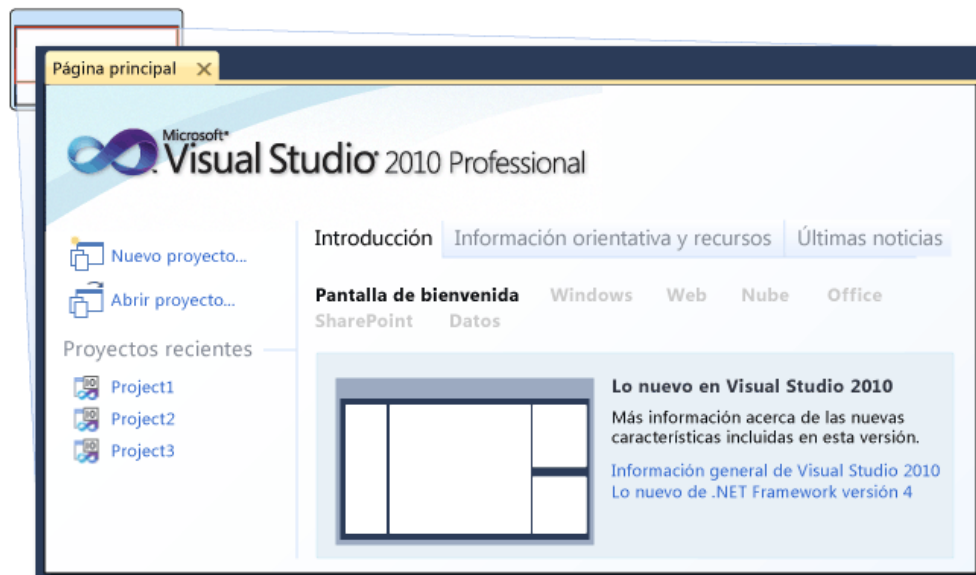 Página principal
Microsoft
Visual Studio 2010 Professional
Nuevo proyecto...
Abrir proyecto...
Proyectos recientes
Project1
Project2
Project3
Introducción Información orientativa y recursos Últimas noticias
Pantalla de bienvenida Windows Web Nube Office
SharePoint Datos
Lo nuevo en Visual Studio 2010
Más información acerca de las nuevas
características incluidas en esta versión.
Información general de Visual Studio 2010
Lo nuevo de .NET Framework versión 4